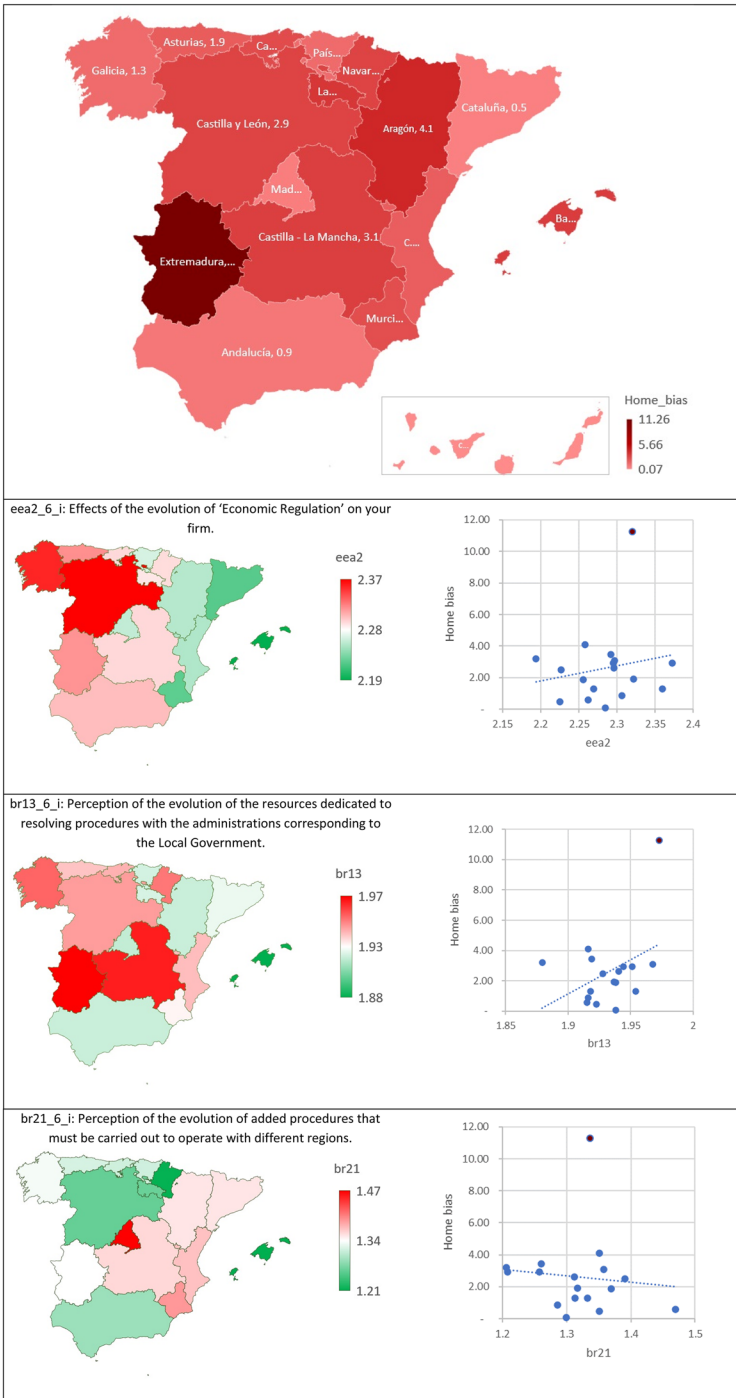 Asturias, 1.9
Ca...
País...
Galicia, 1.3
Navar...
La...
Cataluña, 0.5
Castilla y León, 2.9
Aragón, 4.1
Mad...
Ba...
Castilla - La Mancha, 3.1
C....
Extremadura,...
Murci...
Andalucía, 0.9
C...
Home_bias
11.26
5.66
0.07
eea2_6_i: Effects of the evolution of ‘Economic Regulation’ on your
firm.
eea2
2.37
2.28
2.19
12.00
10.00
8.00
6.00
4.00
2.00
-
Home bias
2.15
2.2
2.25
2.3
2.35
2.4
eea2
br13_6_i: Perception of the evolution of the resources dedicated to
resolving procedures with the administrations corresponding to
the Local Government.
br13
1.97
1.93
1.88
12.00
10.00
8.00
6.00
4.00
2.00
-
Home bias
1.85
1.9
1.95
2
br13
br21_6_i: Perception of the evolution of added procedures that
must be carried out to operate with different regions.
br21
1.47
1.34
1.21
12.00
10.00
8.00
6.00
4.00
2.00
-
Home bias
1.2
1.3
1.4
1.5
br21